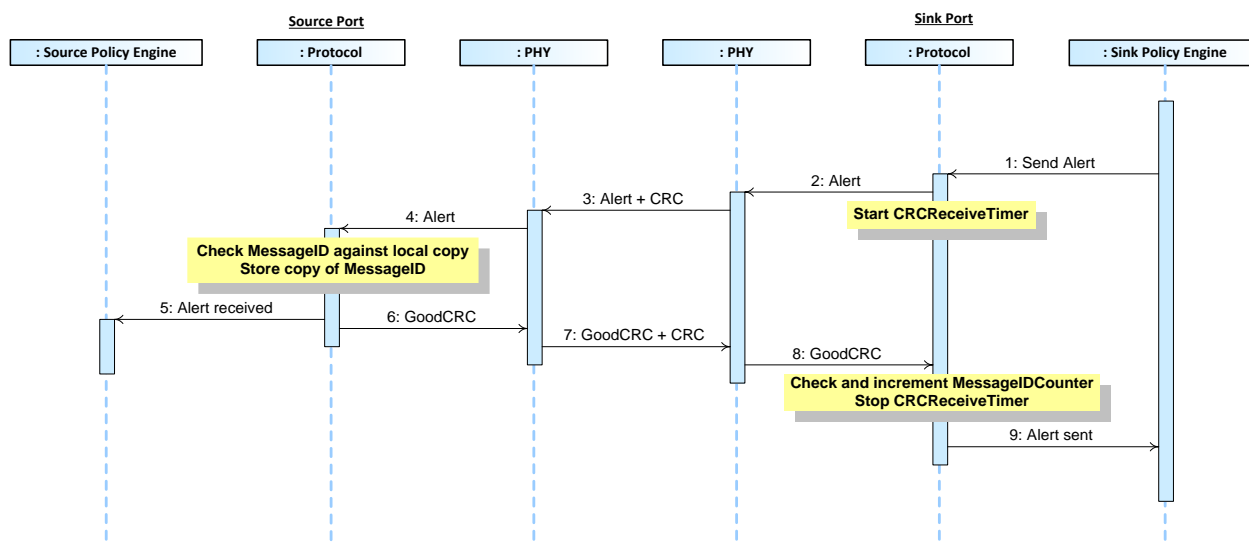 Source Port
Sink Port
: Source Policy Engine
: Protocol
: PHY
: PHY
: Protocol
: Sink Policy Engine
1: Send Alert
2: Alert
3: Alert + CRC
Start CRCReceiveTimer
4: Alert
Check MessageID against local copy
Store copy of MessageID
5: Alert received
6: GoodCRC
7: GoodCRC + CRC
8: GoodCRC
Check and increment MessageIDCounter
Stop CRCReceiveTimer
9: Alert sent